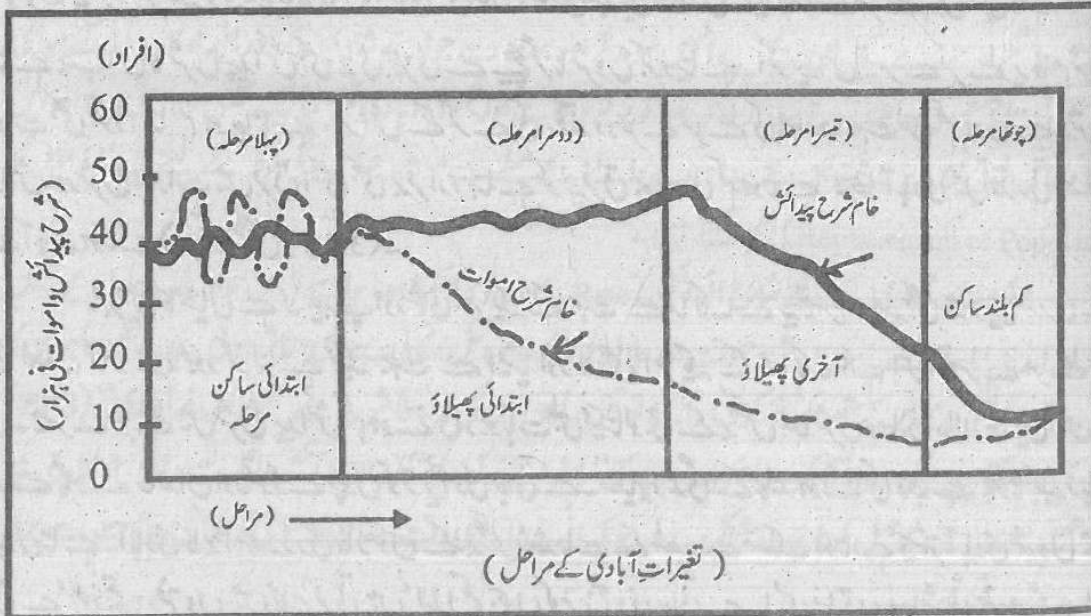 (افراد)
60
50
40
30
20
10
0
شرح پیدائش و اموات فی ہزار)
(پہلا مرحلہ)
(دوسرا مرحلہ)
(تیسرا مرحلہ)
(چوتھا مرحلہ)
خام شرح پیدائش
خام شرح اموات
کم بلند ساکن
آخری پھیلاؤ
ابتدائی پھیلاؤ
ابتدائی ساکن
مرحلہ
(مراحل)
(تغیراتِ آبادی کے مراحل)